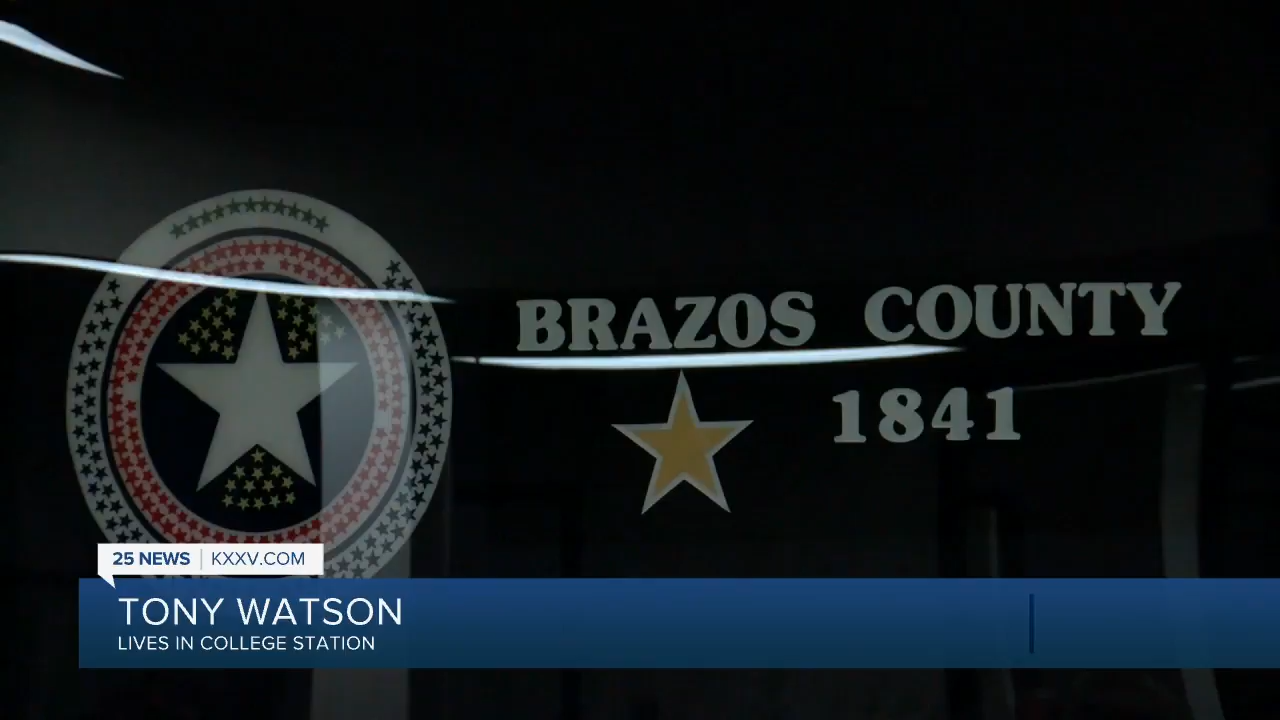 BRAZOS COUNTY
1841
25 NEWS | KXXV.COM
TONY WATSON
LIVES IN COLLEGE STATION